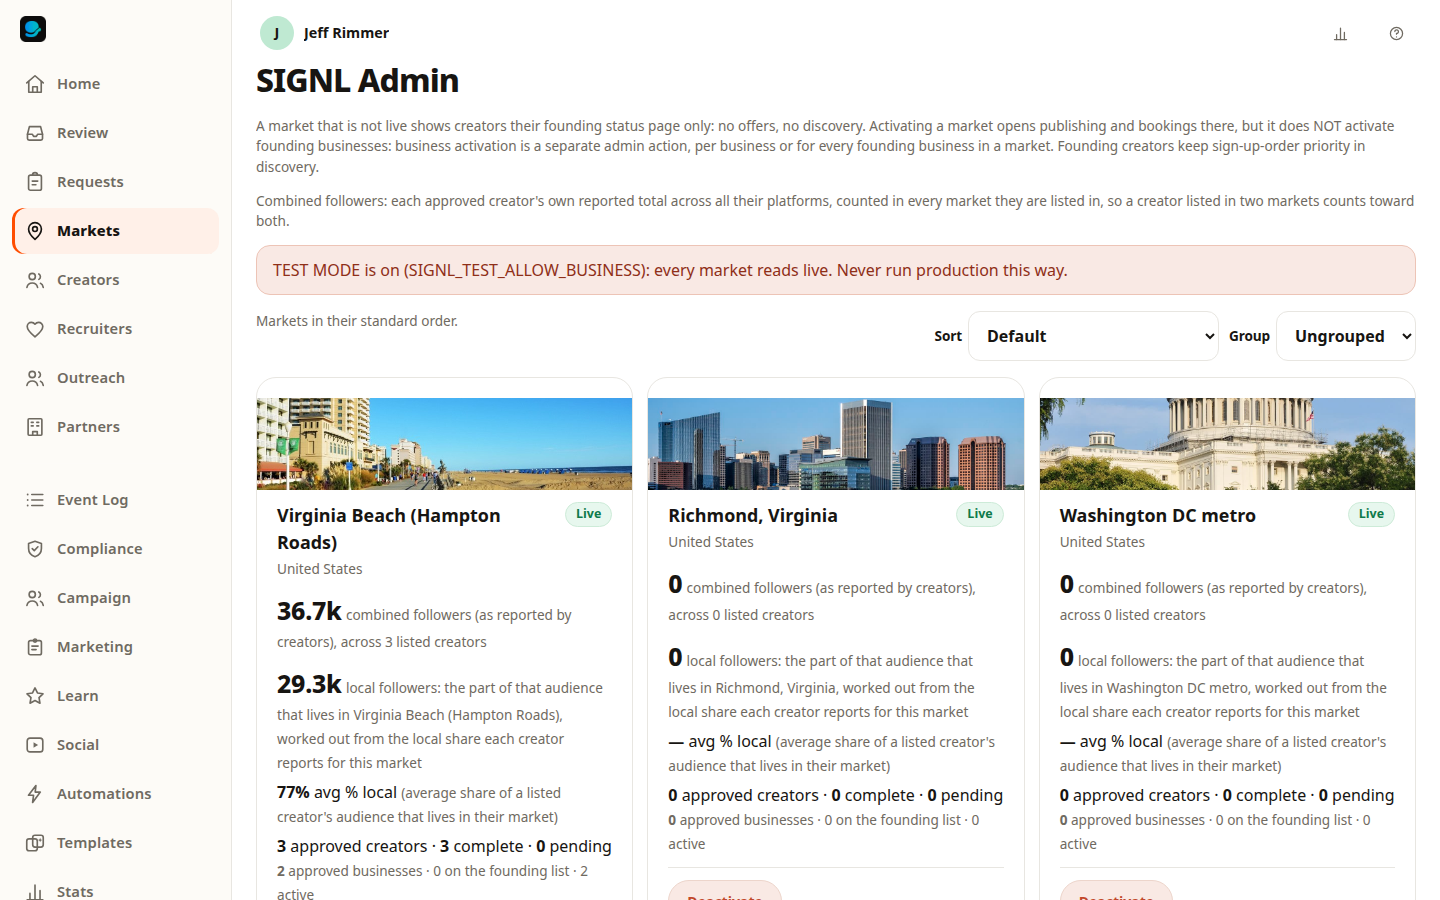 J
Jeff Rimmer
Home
Review
Requests
Markets
Creators
Recruiters
Outreach
Partners
Event Log
Compliance
Campaign
Marketing
Learn
Social
Automations
Templates
Stats
SIGNL Admin
A market that is not live shows creators their founding status page only: no offers, no discovery. Activating a market opens publishing and bookings there, but it does NOT activate
founding businesses: business activation is a separate admin action, per business or for every founding business in a market. Founding creators keep sign-up-order priority in
discovery.
Combined followers: each approved creator's own reported total across all their platforms, counted in every market they are listed in, so a creator listed in two markets counts toward
both.
TEST MODE is on (SIGNL_TEST_ALLOW_BUSINESS): every market reads live. Never run production this way.
Markets in their standard order.
Sort
Default
Group
Ungrouped
Virginia Beach (Hampton
Roads)
Live
United States
36.7k combined followers (as reported by
creators), across 3 listed creators
29.3k local followers: the part of that audience
that lives in Virginia Beach (Hampton Roads),
worked out from the local share each creator
reports for this market
77% avg % local (average share of a listed
creator's audience that lives in their market)
3 approved creators · 3 complete · 0 pending
2 approved businesses · 0 on the founding list · 2
active
Richmond, Virginia
Live
United States
0 combined followers (as reported by creators),
across 0 listed creators
0 local followers: the part of that audience that
lives in Richmond, Virginia, worked out from the
local share each creator reports for this market
— avg % local (average share of a listed creator's
audience that lives in their market)
0 approved creators · 0 complete · 0 pending
0 approved businesses · 0 on the founding list · 0
active
Deactivate
Washington DC metro
Live
United States
0 combined followers (as reported by creators),
across 0 listed creators
0 local followers: the part of that audience that
lives in Washington DC metro, worked out from the
local share each creator reports for this market
— avg % local (average share of a listed creator's
audience that lives in their market)
0 approved creators · 0 complete · 0 pending
0 approved businesses · 0 on the founding list · 0
active
Deactivate